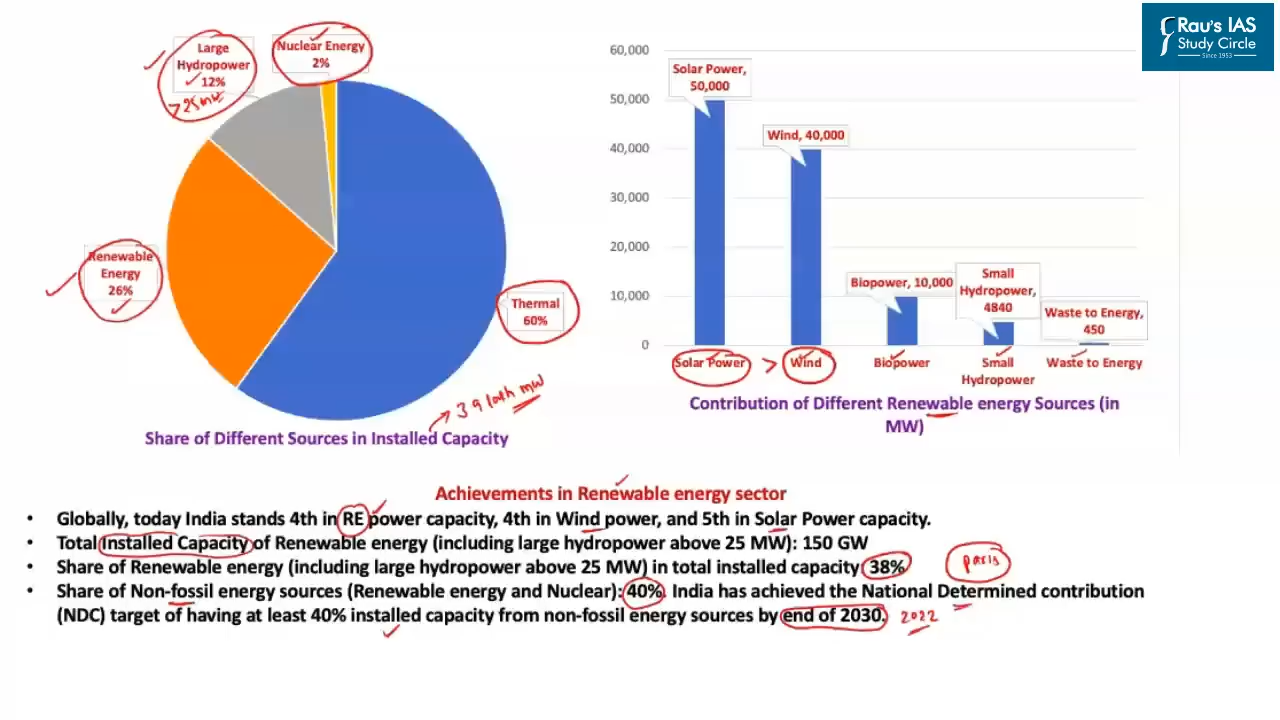 Rau's IAS
Study Circle
Since 1953
Large
Hydropower
12%
> 25 MW
Nuclear Energy
2%
Renewable
Energy
26%
Thermal
60%
→ 3.9 lakh MW
Share of Different Sources in Installed Capacity
60,000
50,000
40,000
30,000
20,000
10,000
0
Solar Power,
50,000
Wind, 40,000
Biopower, 10,000
Small
Hydropower,
4840
Waste to Energy,
450
Solar Power > Wind Biopower Small Waste to Energy
Hydropower
Contribution of Different Renewable energy Sources (in
MW)
Achievements in Renewable energy sector
• Globally, today India stands 4th in RE power capacity, 4th in Wind power, and 5th in Solar Power capacity.
• Total Installed Capacity of Renewable energy (including large hydropower above 25 MW): 150 GW
• Share of Renewable energy (including large hydropower above 25 MW) in total installed capacity 38% Paris
• Share of Non-fossil energy sources (Renewable energy and Nuclear): 40%. India has achieved the National Determined contribution
(NDC) target of having at least 40% installed capacity from non-fossil energy sources by end of 2030. 2022